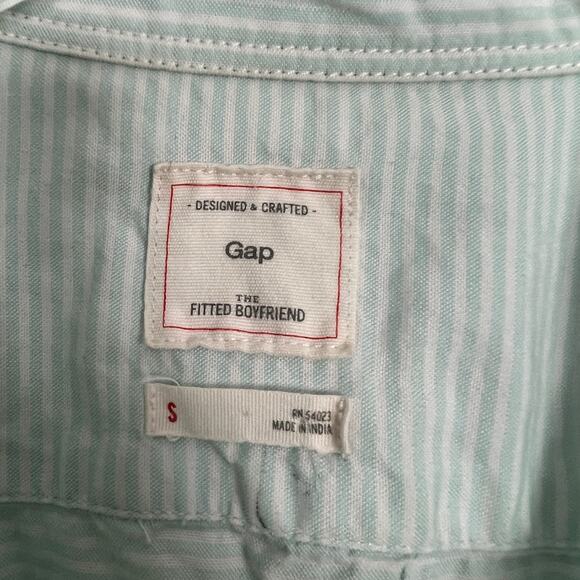 - DESIGNED & CRAFTED -
Gap
THE
FITTED BOYFRIEND
S
RN 54023
MADE IN INDIA